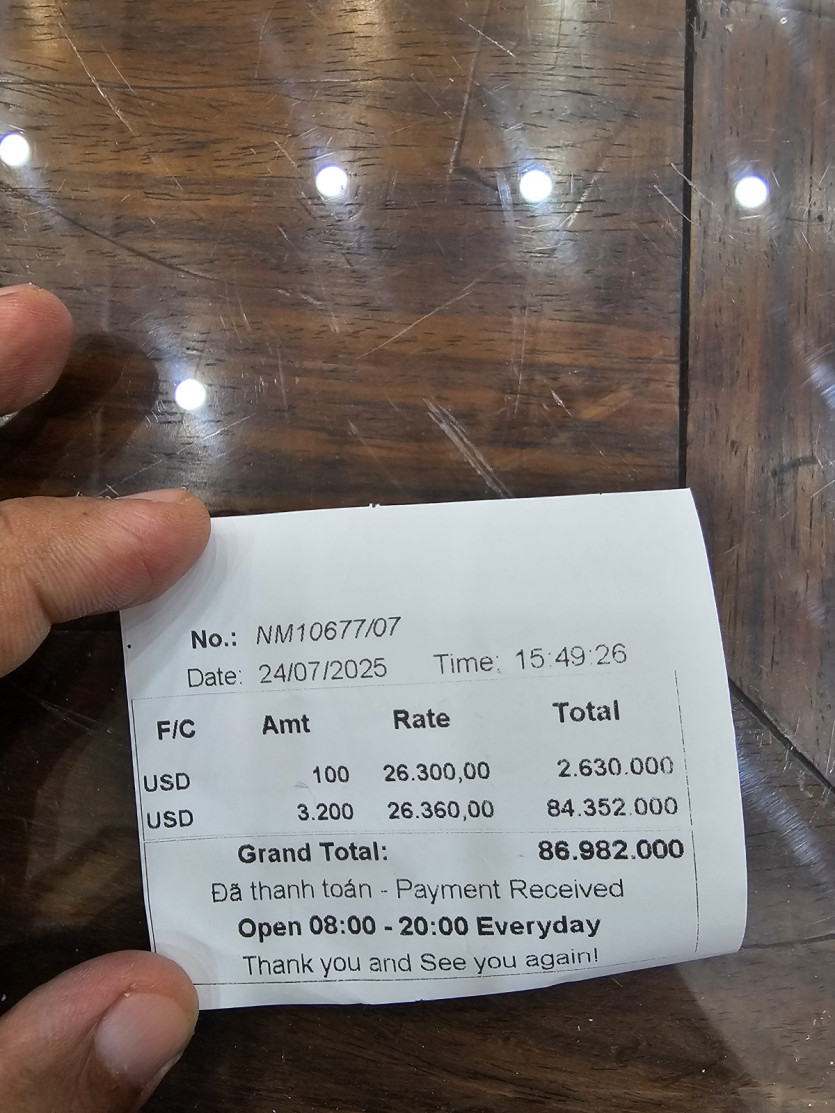 No.: NM10677/07
Date: 24/07/2025 Time: 15:49:26
F/C Amt Rate Total
USD 100 26.300,00 2.630.000
USD 3.200 26.360,00 84.352.000
Grand Total: 86.982.000
Đã thanh toán - Payment Received
Open 08:00 - 20:00 Everyday
Thank you and See you again!